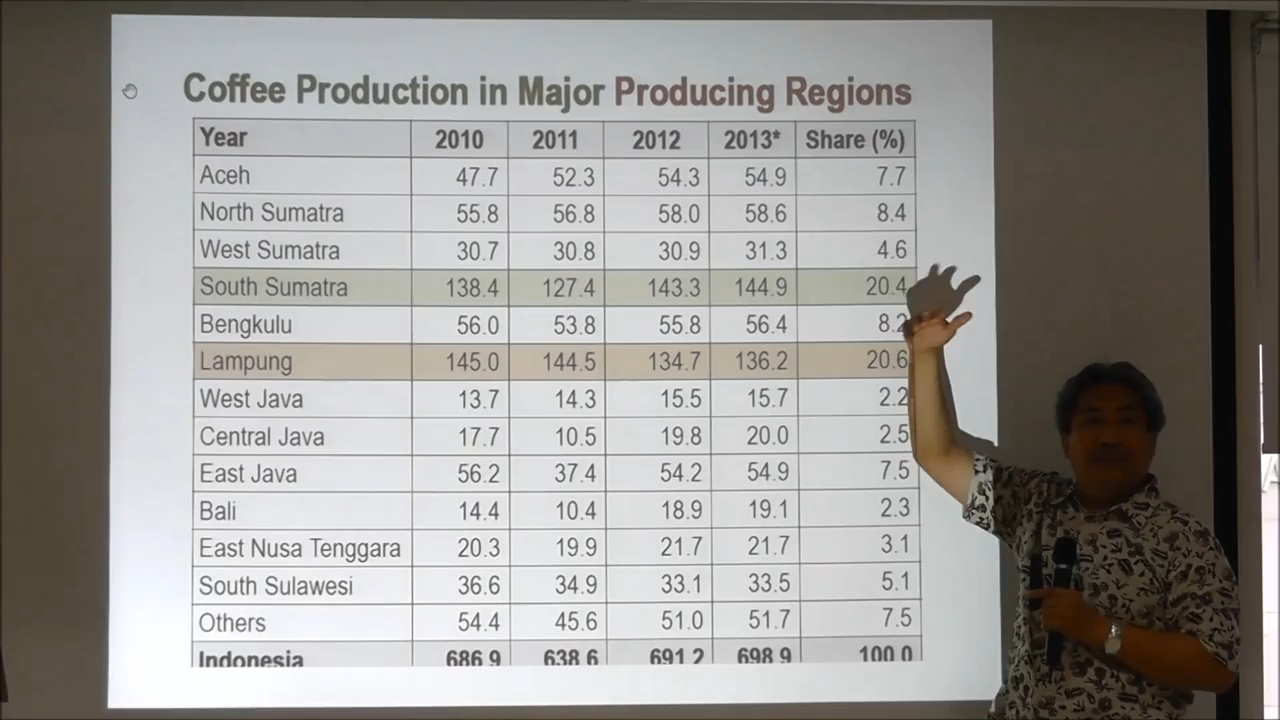 Coffee Production in Major Producing Regions
Year 2010 2011 2012 2013* Share (%)
Aceh 47.7 52.3 54.3 54.9 7.7
North Sumatra 55.8 56.8 58.0 58.6 8.4
West Sumatra 30.7 30.8 30.9 31.3 4.6
South Sumatra 138.4 127.4 143.3 144.9 20.4
Bengkulu 56.0 53.8 55.8 56.4 8.2
Lampung 145.0 144.5 134.7 136.2 20.6
West Java 13.7 14.3 15.5 15.7 2.2
Central Java 17.7 10.5 19.8 20.0 2.5
East Java 56.2 37.4 54.2 54.9 7.5
Bali 14.4 10.4 18.9 19.1 2.3
East Nusa Tenggara 20.3 19.9 21.7 21.7 3.1
South Sulawesi 36.6 34.9 33.1 33.5 5.1
Others 54.4 45.6 51.0 51.7 7.5
Indonesia 686.9 638.6 691.2 698.9 100.0